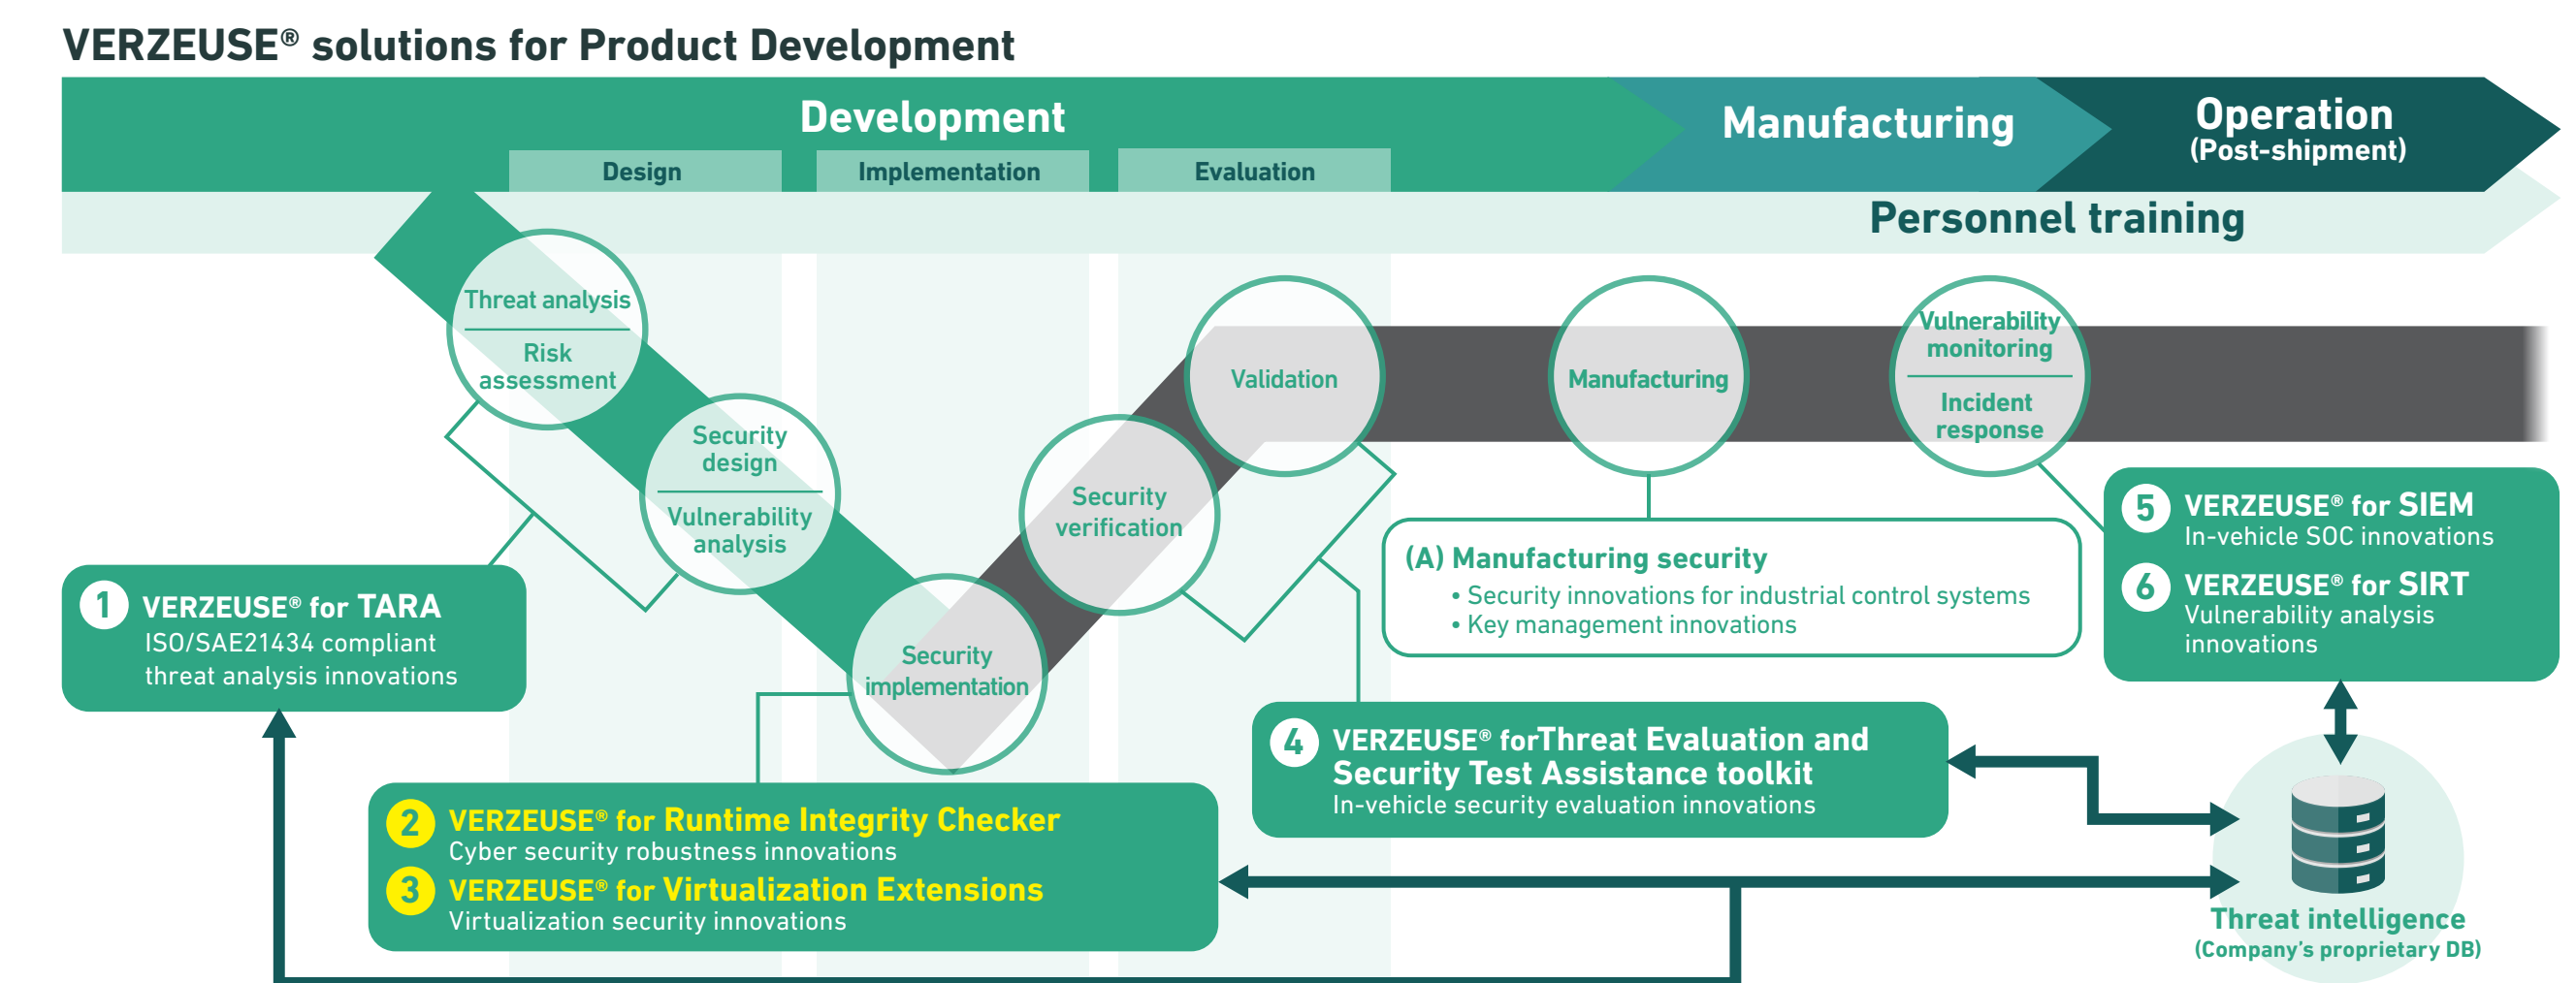 VERZEUSE® solutions for Product Development
Development
Manufacturing
Operation
(Post-shipment)
Design
Implementation
Evaluation
Personnel training
Threat analysis
Risk
assessment
Security
design
Vulnerability
analysis
Security
implementation
Security
verification
Validation
Manufacturing
Vulnerability
monitoring
Incident
response
1 VERZEUSE® for TARA
ISO/SAE21434 compliant
threat analysis innovations
2 VERZEUSE® for Runtime Integrity Checker
Cyber security robustness innovations
3 VERZEUSE® for Virtualization Extensions
Virtualization security innovations
(A) Manufacturing security
• Security innovations for industrial control systems
• Key management innovations
4 VERZEUSE® forThreat Evaluation and
Security Test Assistance toolkit
In-vehicle security evaluation innovations
5 VERZEUSE® for SIEM
In-vehicle SOC innovations
6 VERZEUSE® for SIRT
Vulnerability analysis
innovations
Threat intelligence
(Company's proprietary DB)